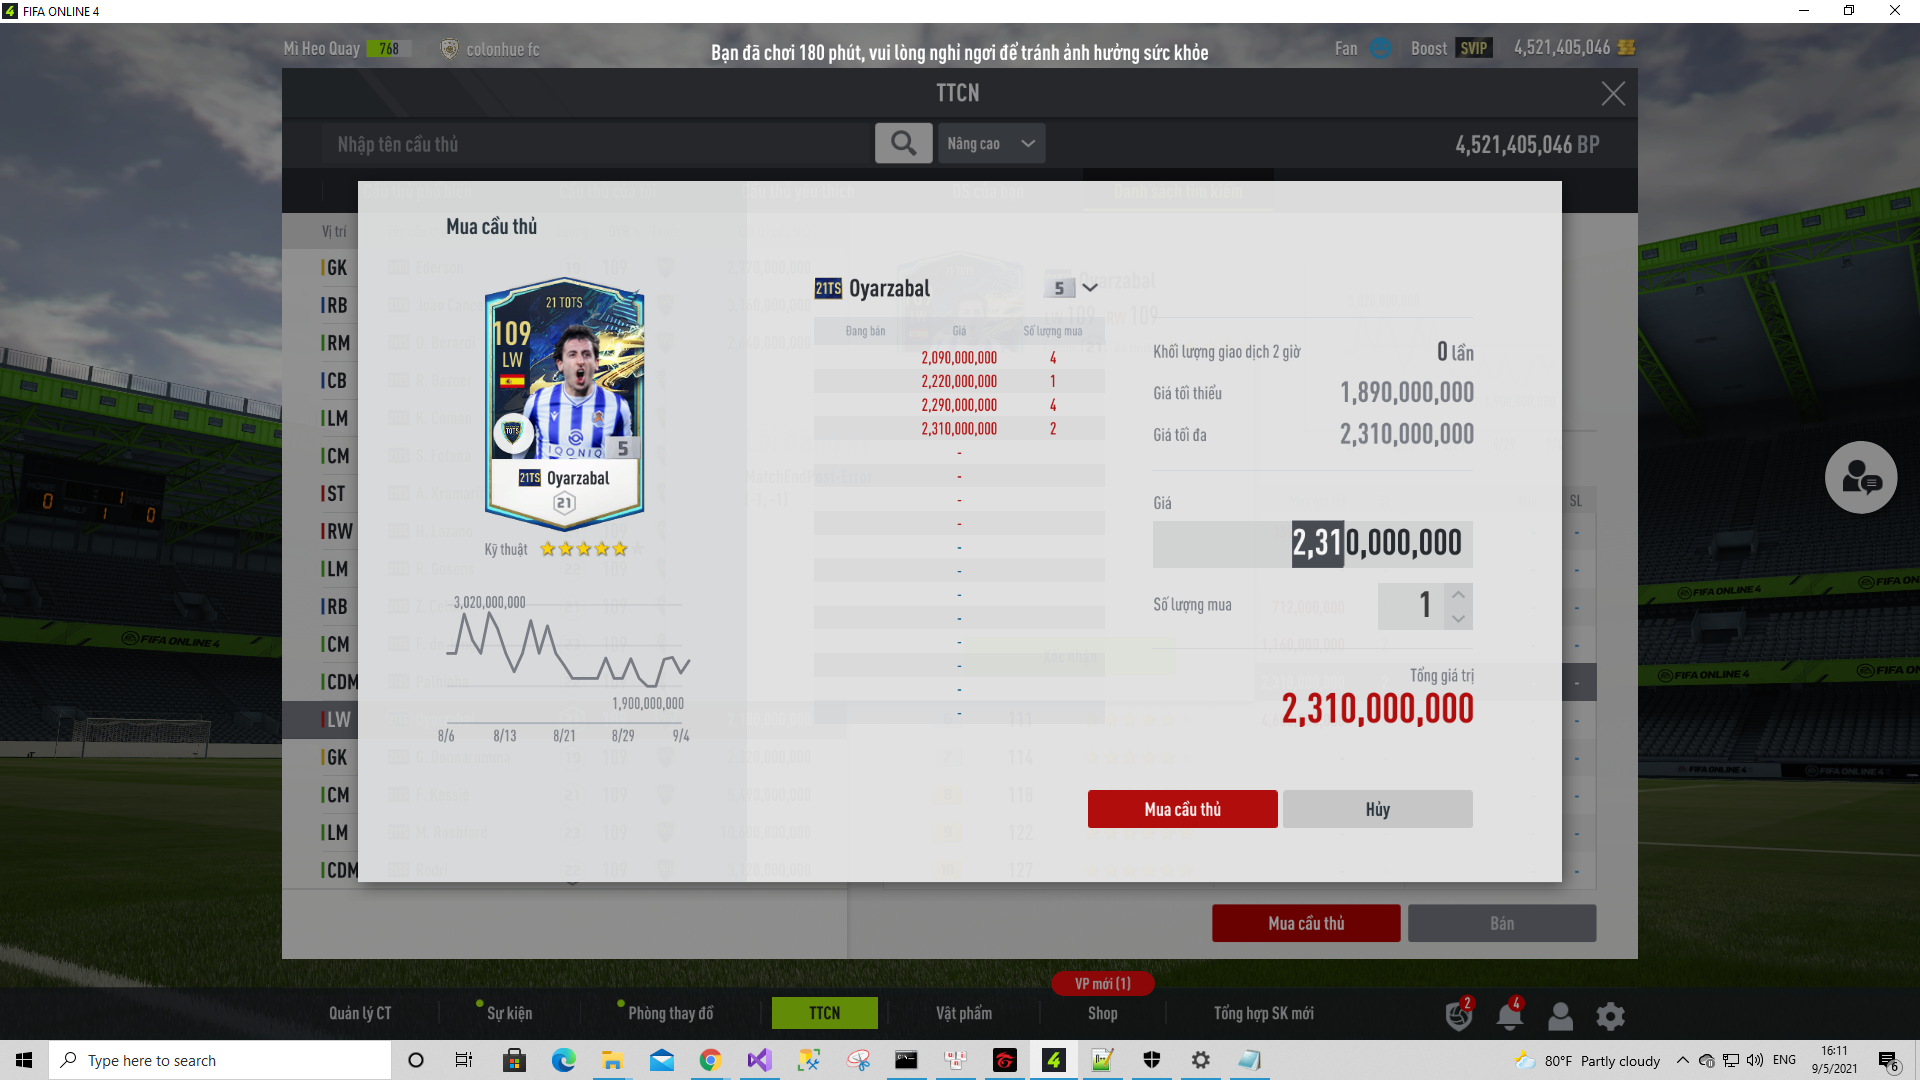 FIFA ONLINE 4
Mì Heo Quay 768 colonhue fc
Bạn đã chơi 180 phút, vui lòng nghỉ ngơi để tránh ảnh hưởng sức khỏe
Fan Boost SVIP 4,521,405,046
TTCN
Nhập tên cầu thủ
Nâng cao
4,521,405,046 BP
Danh sách tìm kiếm
Vị trí
GK
RB
RM
CB
LM
CM
ST
RW
LM
RB
CM
CDM
LW
GK
CM
LM
CDM
Mua cầu thủ
21 TOTS
109
LW
TOTS
IQONIQ
5
21TS Oyarzabal
21
Kỹ thuật
3,020,000,000
1,900,000,000
8/6 8/13 8/21 8/29 9/4
21TS Oyarzabal 5
Đang bán Giá Số lượng mua
2,090,000,000 4
2,220,000,000 1
2,290,000,000 4
2,310,000,000 2
-
-
-
-
-
-
-
-
-
-
-
-
Khối lượng giao dịch 2 giờ 0 lần
Giá tối thiểu 1,890,000,000
Giá tối đa 2,310,000,000
Giá
2,310,000,000
Số lượng mua 1
Tổng giá trị
2,310,000,000
Mua cầu thủ Hủy
SL
Mua cầu thủ Bán
VP mới (1)
Quản lý CT Sự kiện Phòng thay đồ TTCN Vật phẩm Shop Tổng hợp SK mới
2 4
Type here to search
80°F Partly cloudy
ENG
16:11
9/5/2021
6